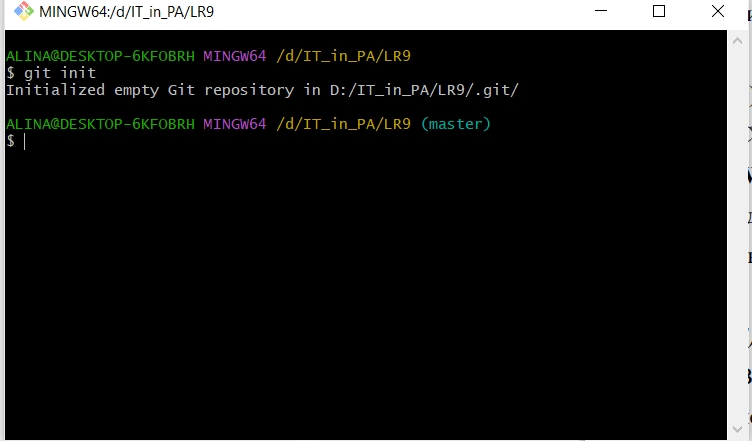 MINGW64:/d/IT_in_PA/LR9
ALINA@DESKTOP-6KFOBRH MINGW64 /d/IT_in_PA/LR9
$ git init
Initialized empty Git repository in D:/IT_in_PA/LR9/.git/
ALINA@DESKTOP-6KFOBRH MINGW64 /d/IT_in_PA/LR9 (master)
$